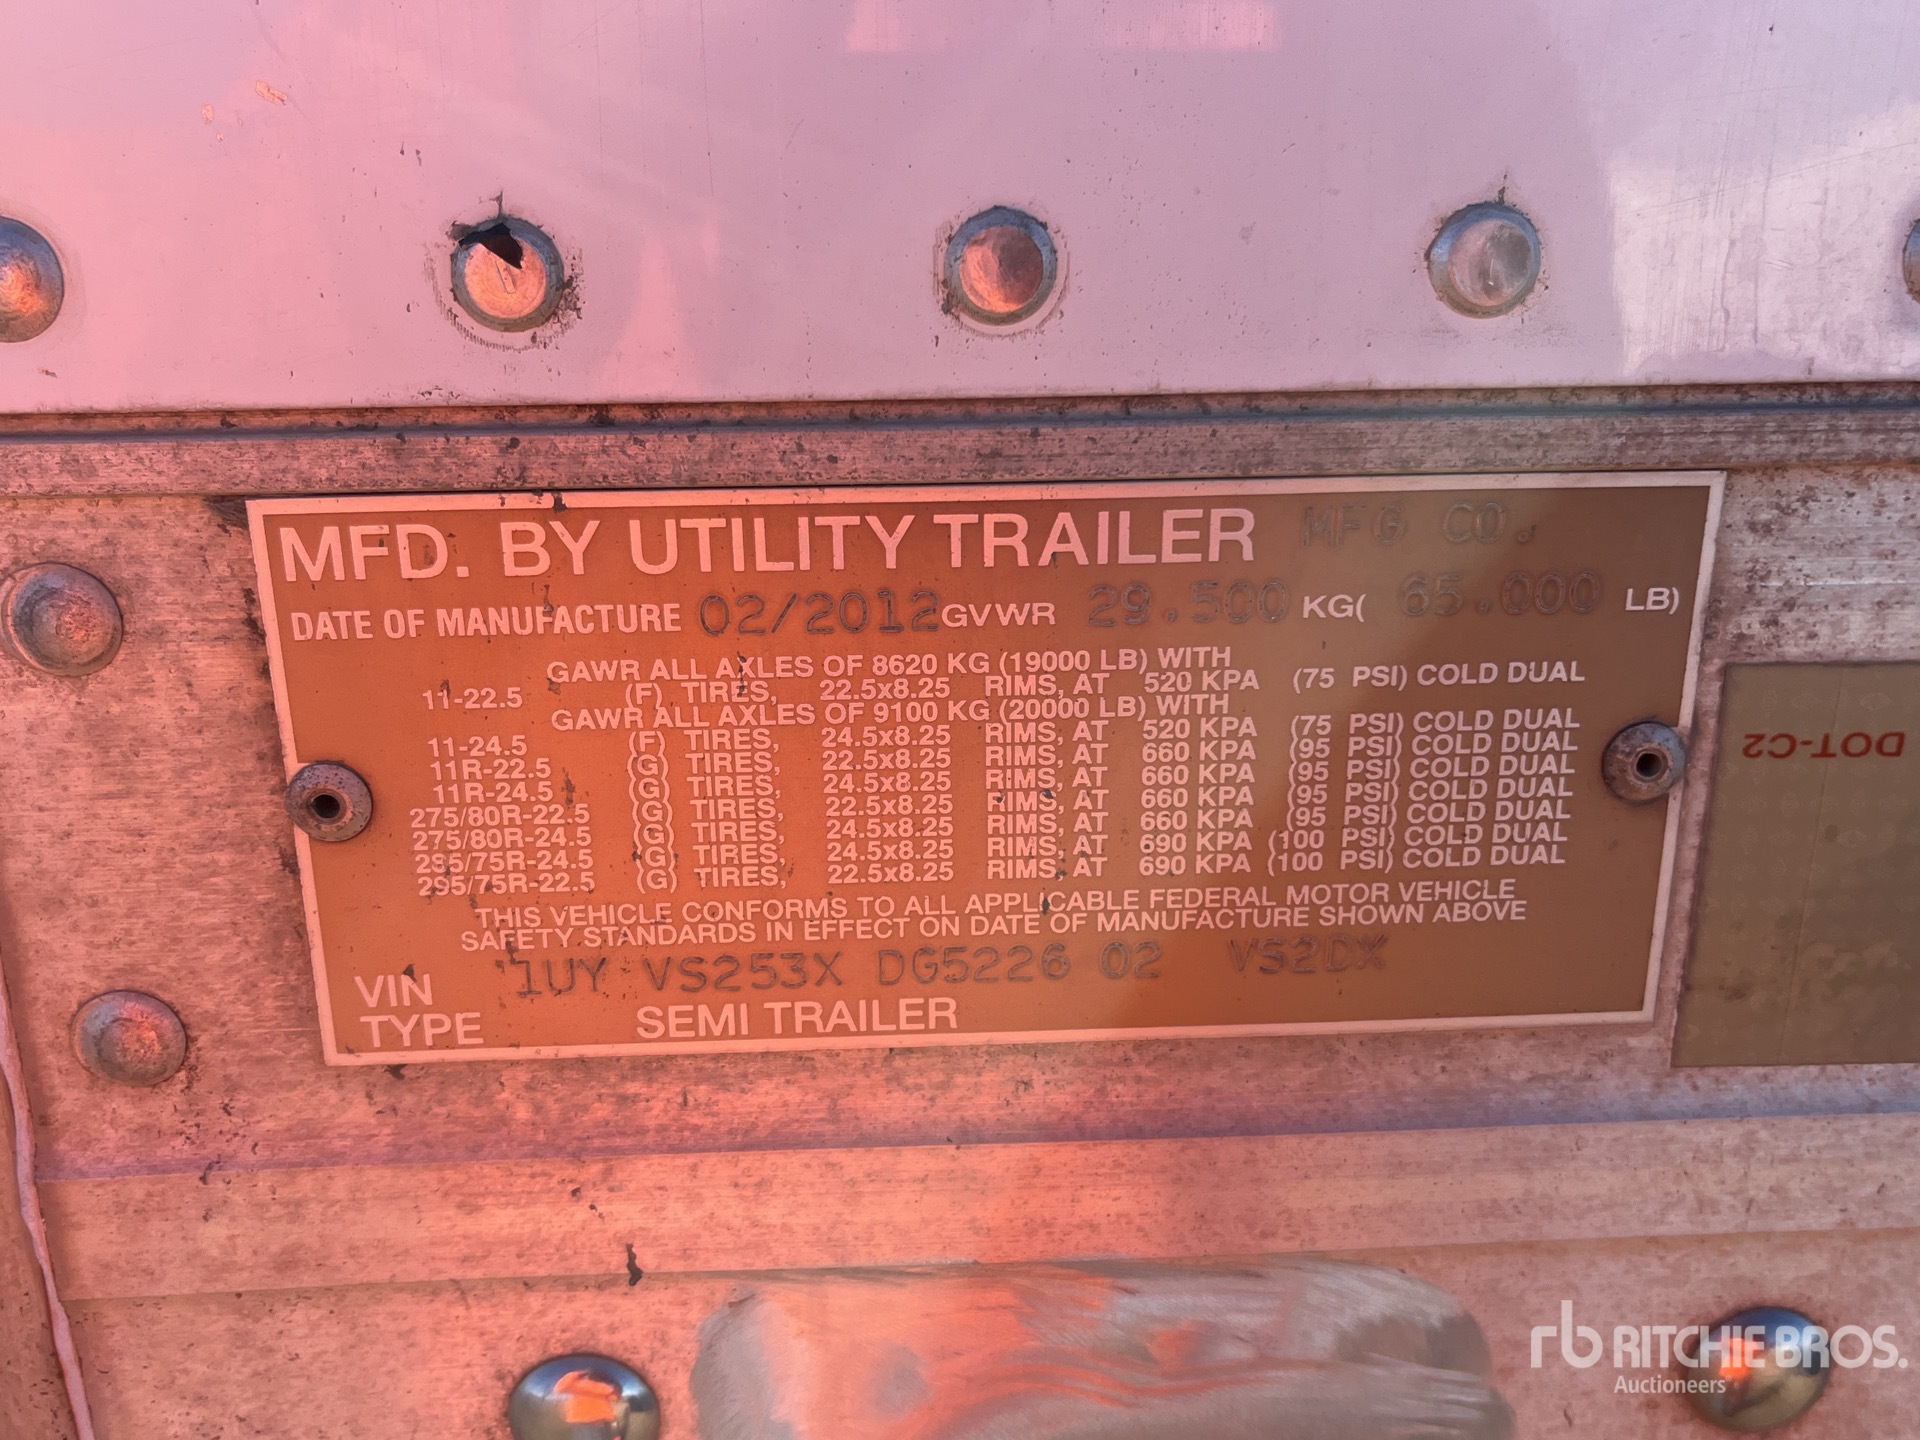 MFD. BY UTILITY TRAILER MFG CO.
DATE OF MANUFACTURE 02/2012 GVWR 29.500 KG( 65.000 LB)
GAWR ALL AXLES OF 8620 KG (19000 LB) WITH
11-22.5 (F) TIRES, 22.5x8.25 RIMS, AT 520 KPA (75 PSI) COLD DUAL
GAWR ALL AXLES OF 9100 KG (20000 LB) WITH
11-24.5 (F) TIRES, 24.5x8.25 RIMS, AT 520 KPA (75 PSI) COLD DUAL
11R-22.5 (G) TIRES, 22.5x8.25 RIMS, AT 660 KPA (95 PSI) COLD DUAL
11R-24.5 (G) TIRES, 24.5x8.25 RIMS, AT 660 KPA (95 PSI) COLD DUAL
275/80R-22.5 (G) TIRES, 22.5x8.25 RIMS, AT 660 KPA (95 PSI) COLD DUAL
275/80R-24.5 (G) TIRES, 24.5x8.25 RIMS, AT 660 KPA (95 PSI) COLD DUAL
285/75R-24.5 (G) TIRES, 24.5x8.25 RIMS, AT 690 KPA (100 PSI) COLD DUAL
295/75R-22.5 (G) TIRES, 22.5x8.25 RIMS, AT 690 KPA (100 PSI) COLD DUAL
THIS VEHICLE CONFORMS TO ALL APPLICABLE FEDERAL MOTOR VEHICLE
SAFETY STANDARDS IN EFFECT ON DATE OF MANUFACTURE SHOWN ABOVE
VIN 1UY VS253X DG5226 02 VS2DX
TYPE SEMI TRAILER
DOT-C2
rb RITCHIE BROS.
Auctioneers